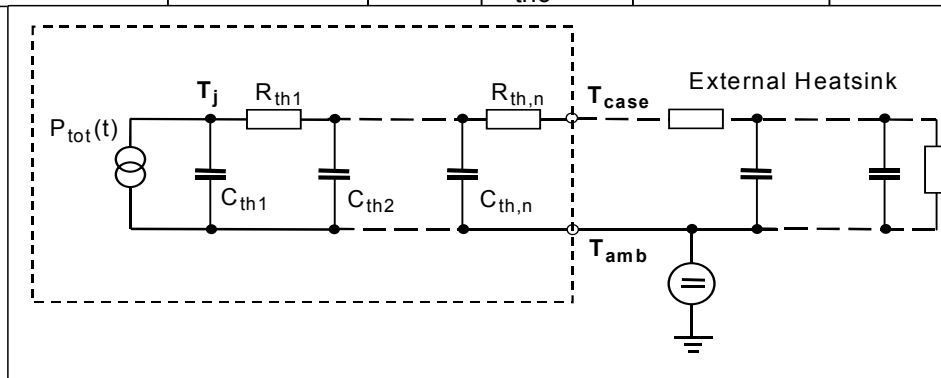 T_j
R_th1
R_th,n
T_case
External Heatsink
P_tot(t)
C_th1
C_th2
C_th,n
T_amb